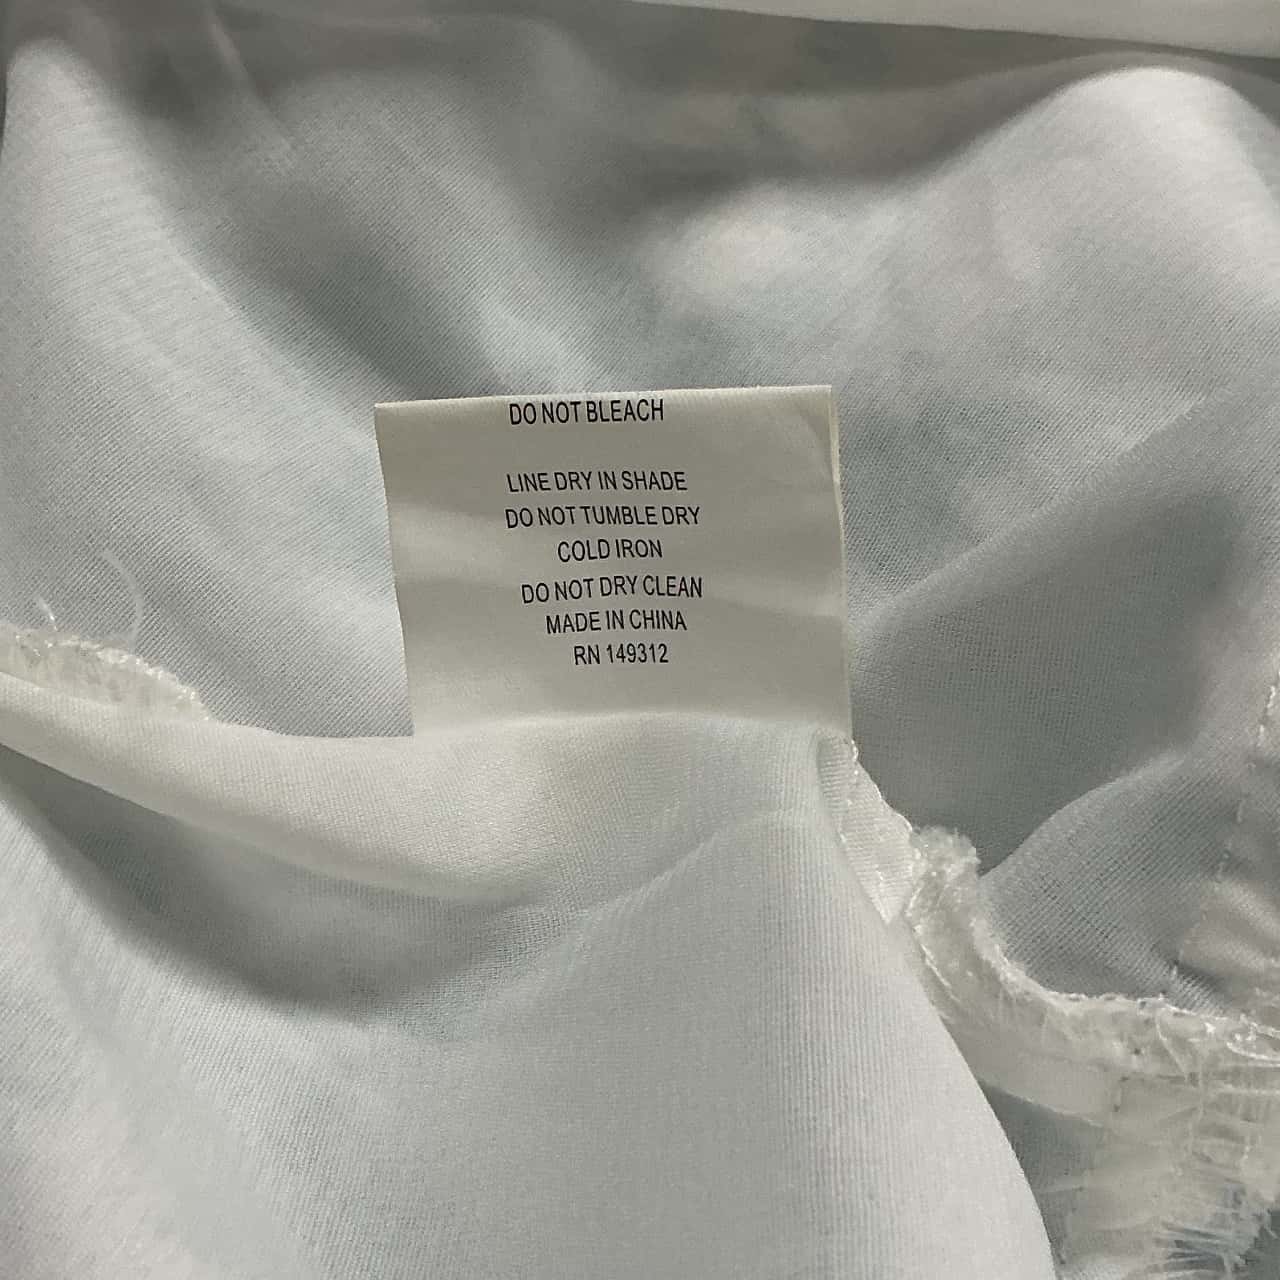 DO NOT BLEACH
LINE DRY IN SHADE
DO NOT TUMBLE DRY
COLD IRON
DO NOT DRY CLEAN
MADE IN CHINA
RN 149312